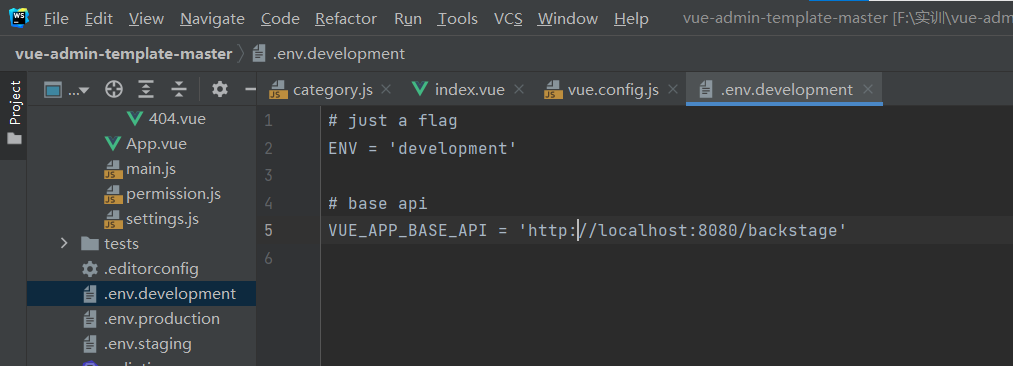 WS File Edit View Navigate Code Refactor Run Tools VCS Window Help vue-admin-template-master [F:\实训\vue-adm
vue-admin-template-master .env.development
Project
... category.js index.vue vue.config.js .env.development
404.vue
App.vue
main.js
permission.js
settings.js
tests
.editorconfig
.env.development
.env.production
.env.staging
1 # just a flag
2 ENV = 'development'
3
4 # base api
5 VUE_APP_BASE_API = 'http://localhost:8080/backstage'
6